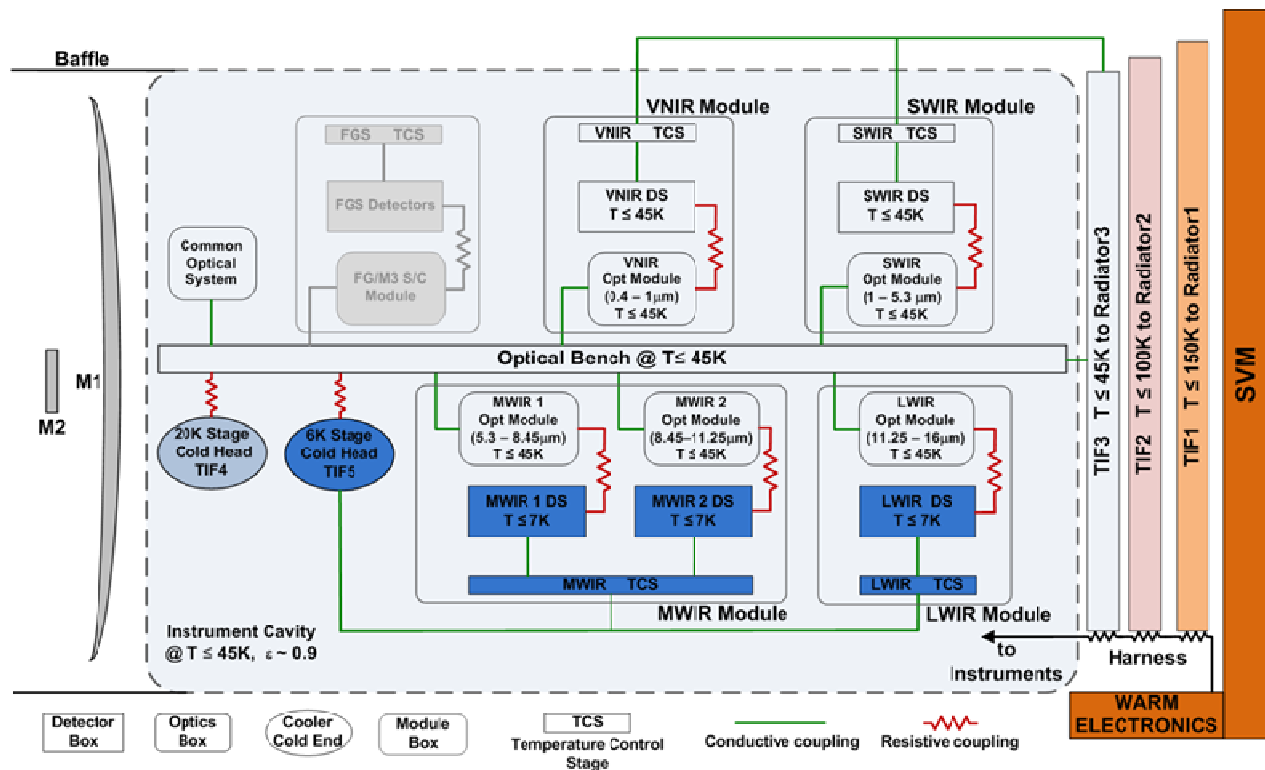 Baffle
VNIR Module
SWIR Module
FGS TCS
VNIR TCS
SWIR TCS
FGS Detectors
VNIR DS
T ≤ 45K
SWIR DS
T ≤ 45K
Common
Optical
System
FG/M3 S/C
Module
VNIR
Opt Module
(0.4 – 1µm)
T ≤ 45K
SWIR
Opt Module
(1 – 5.3 µm)
T ≤ 45K
Optical Bench @ T≤ 45K
M1
M2
20K Stage
Cold Head
TIF4
6K Stage
Cold Head
TIF5
MWIR 1
Opt Module
(5.3 – 8.45µm)
T ≤ 45K
MWIR 2
Opt Module
(8.45–11.25µm)
T ≤ 45K
LWIR
Opt Module
(11.25 – 16µm)
T ≤ 45K
MWIR 1 DS
T ≤ 7K
MWIR 2 DS
T ≤ 7K
LWIR DS
T ≤ 7K
MWIR TCS
LWIR TCS
MWIR Module
LWIR Module
Instrument Cavity
@ T ≤ 45K, ε ~ 0.9
to
Instruments
Harness
TIF3 T ≤ 45K to Radiator3
TIF2 T ≤ 100K to Radiator2
TIF1 T ≤ 150K to Radiator1
SVM
WARM
ELECTRONICS
Detector
Box
Optics
Box
Cooler
Cold End
Module
Box
TCS
Temperature Control
Stage
Conductive coupling
Resistive coupling